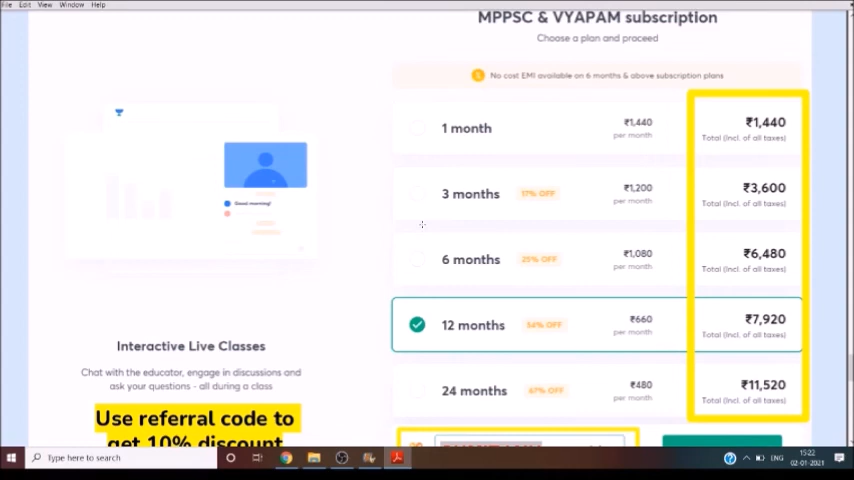 File Edit View Window Help
MPPSC & VYAPAM subscription
Choose a plan and proceed
No cost EMI available on 6 months & above subscription plans
1 month ₹1,440 per month ₹1,440 Total (Incl. of all taxes)
3 months 17% OFF ₹1,200 per month ₹3,600 Total (Incl. of all taxes)
Good morning!
6 months 25% OFF ₹1,080 per month ₹6,480 Total (Incl. of all taxes)
12 months 54% OFF ₹660 per month ₹7,920 Total (Incl. of all taxes)
24 months 67% OFF ₹480 per month ₹11,520 Total (Incl. of all taxes)
Interactive Live Classes
Chat with the educator, engage in discussions and
ask your questions - all during a class
Use referral code to
get 10% discount
Type here to search
ENG
15:22
02-01-2021